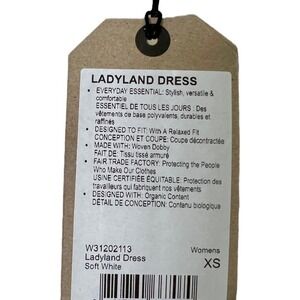 LADYLAND DRESS
• EVERYDAY ESSENTIAL: Stylish, versatile &
comfortable
ESSENTIEL DE TOUS LES JOURS : Des
vêtements de base polyvalents, durables et
raffinés
• DESIGNED TO FIT: With A Relaxed Fit
CONCEPTION ET COUPE: Coupe décontractée
• MADE WITH: Woven Dobby
FAIT DE: Tissu tissé armuré
• FAIR TRADE FACTORY: Protecting the People
Who Make Our Clothes
USINE CERTIFIÉE ÉQUITABLE: Protection des
travailleurs qui fabriquent nos vêtements
• DESIGNED WITH: Organic Content
DÉTAIL DE CONCEPTION: Contenu biologique
W31202113
Womens
Ladyland Dress
XS
Soft White